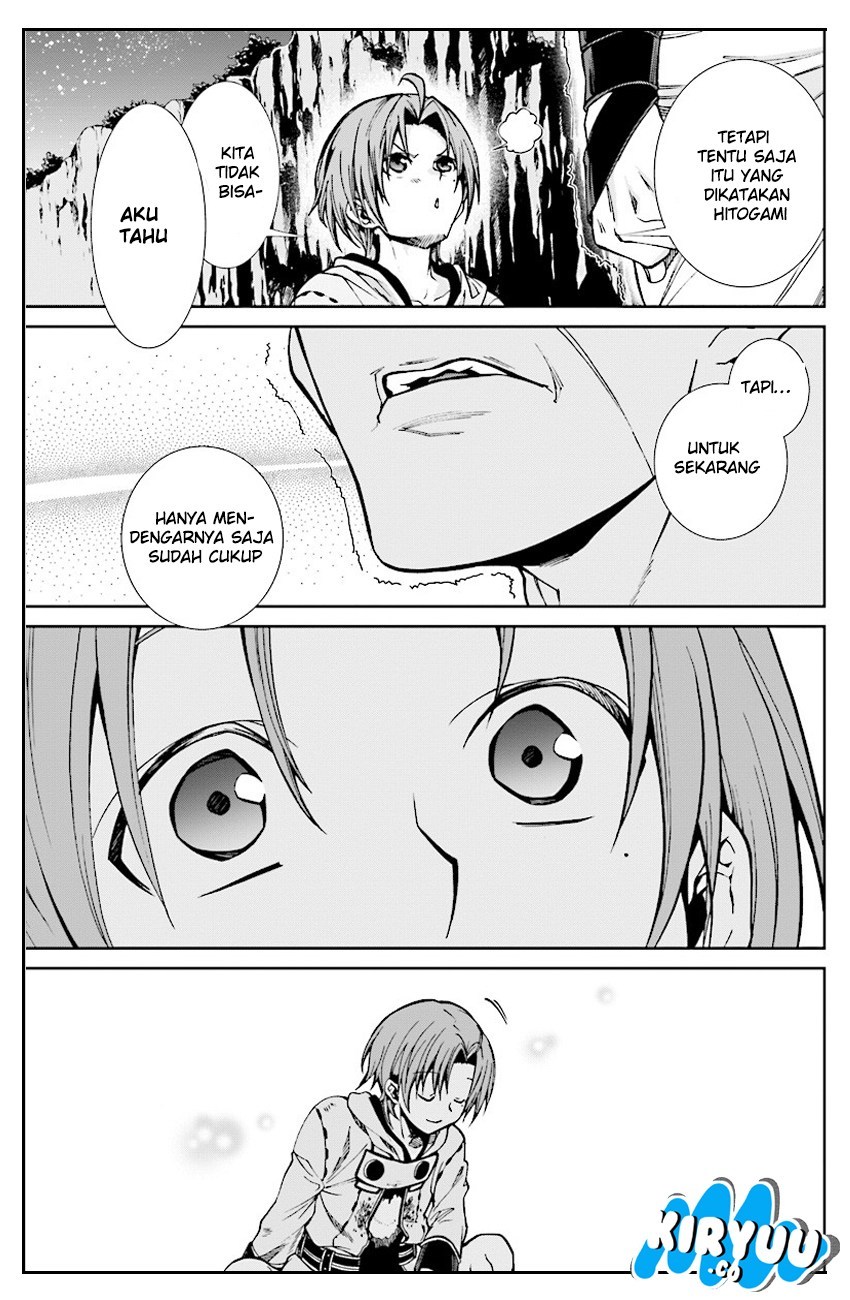 TETAPI
TENTU SAJA
ITU YANG
DIKATAKAN
HITOGAMI
KITA
TIDAK
BISA-
AKU
TAHU
TAPI...
UNTUK
SEKARANG
HANYA MEN-
DENGARNYA SAJA
SUDAH CUKUP
KIRYUU
.CO